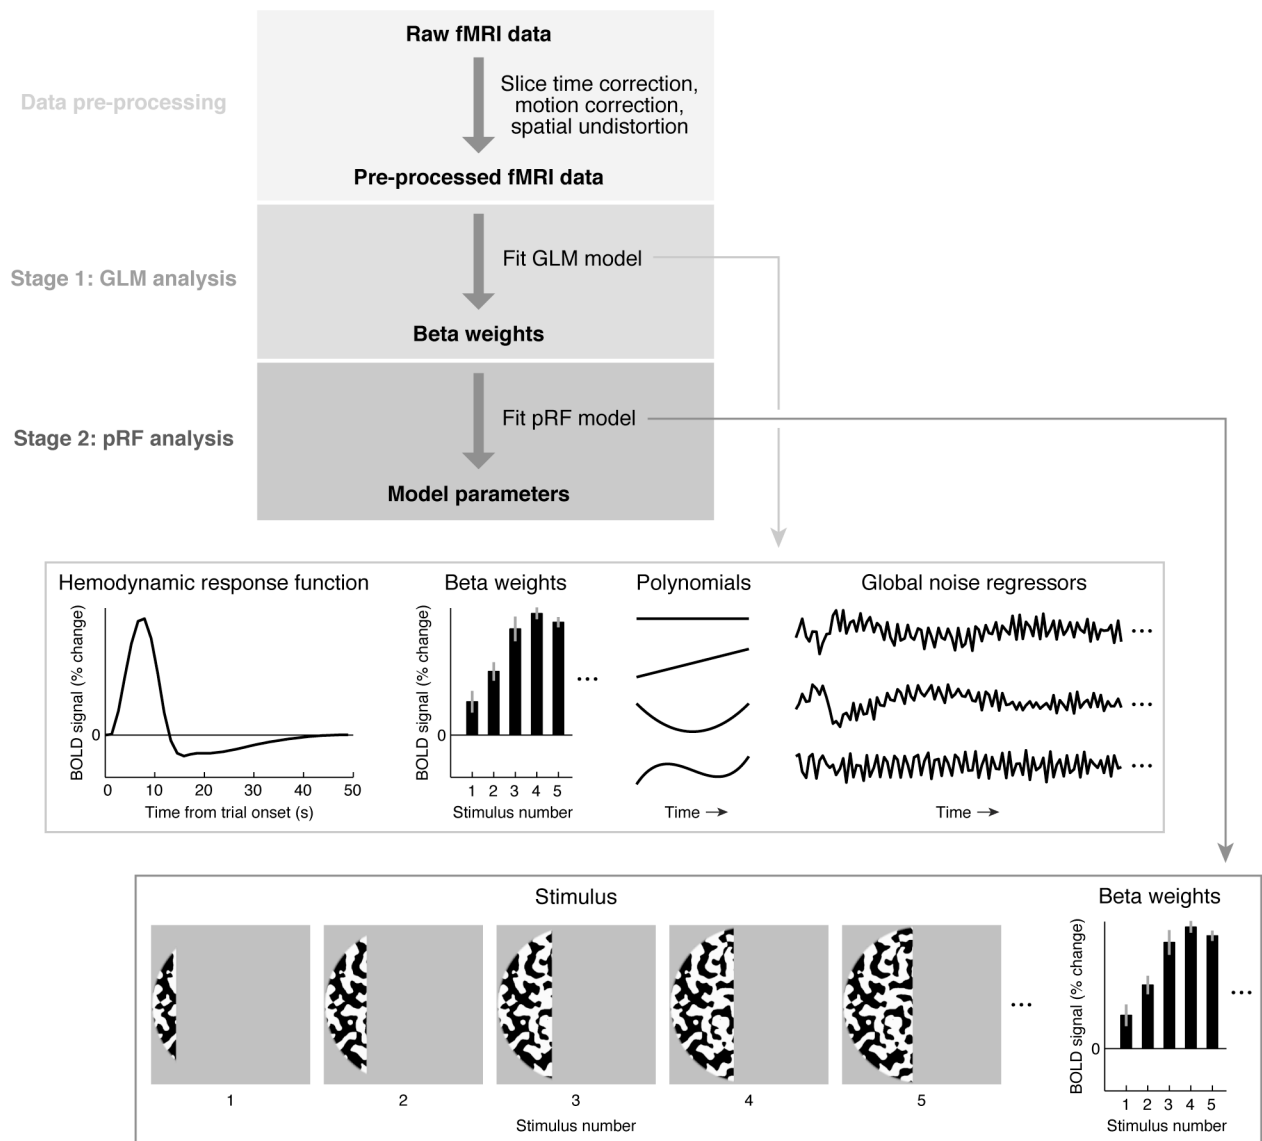 Raw fMRI data
Data pre-processing
Slice time correction,
motion correction,
spatial undistortion
Pre-processed fMRI data
Stage 1: GLM analysis
Fit GLM model
Beta weights
Stage 2: pRF analysis
Fit pRF model
Model parameters
Hemodynamic response function
BOLD signal (% change)
0
0 10 20 30 40 50
Time from trial onset (s)
Beta weights
BOLD signal (% change)
0
1 2 3 4 5
Stimulus number
...
Polynomials
Time →
Global noise regressors
...
...
...
Time →
Stimulus
...
1 2 3 4 5
Stimulus number
Beta weights
BOLD signal (% change)
0
1 2 3 4 5
Stimulus number
...